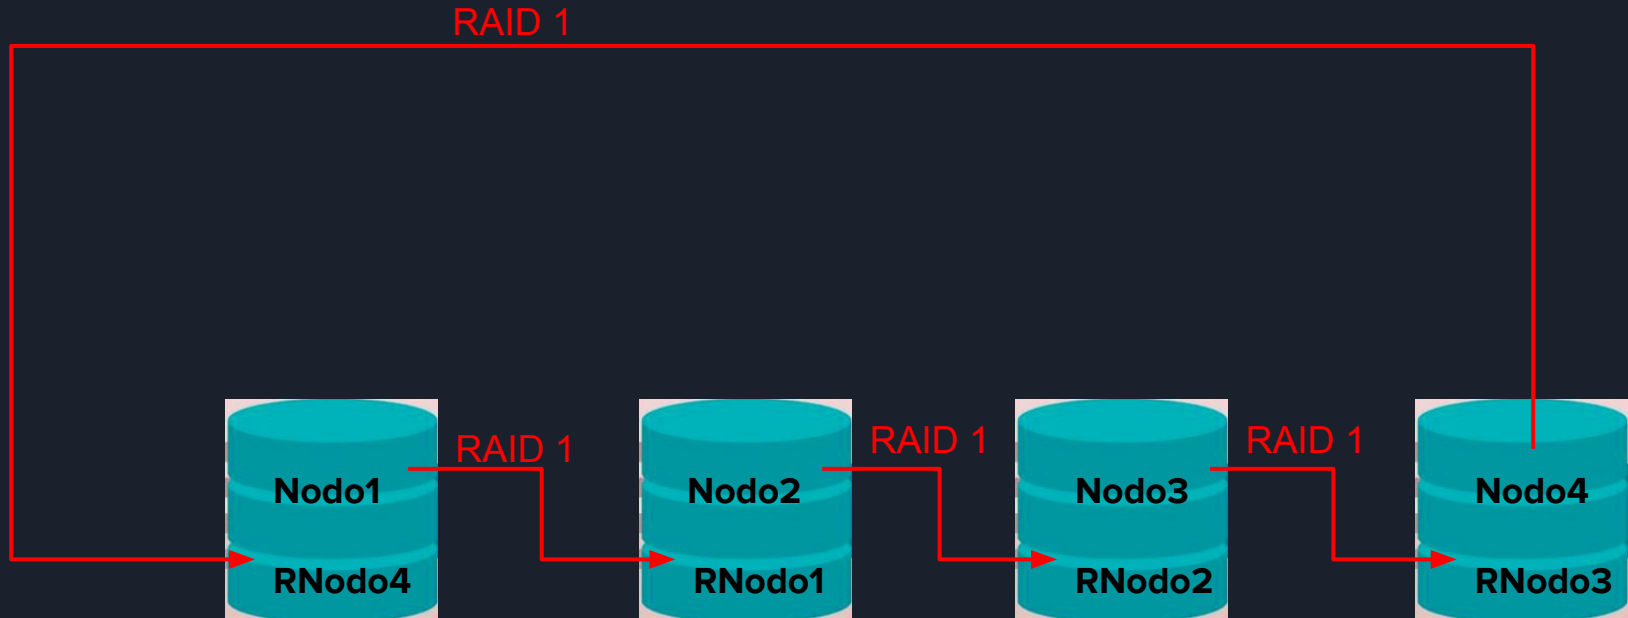 RAID 1
RAID 1
RAID 1
RAID 1
Nodo1
Nodo2
Nodo3
Nodo4
RNodo4
RNodo1
RNodo2
RNodo3